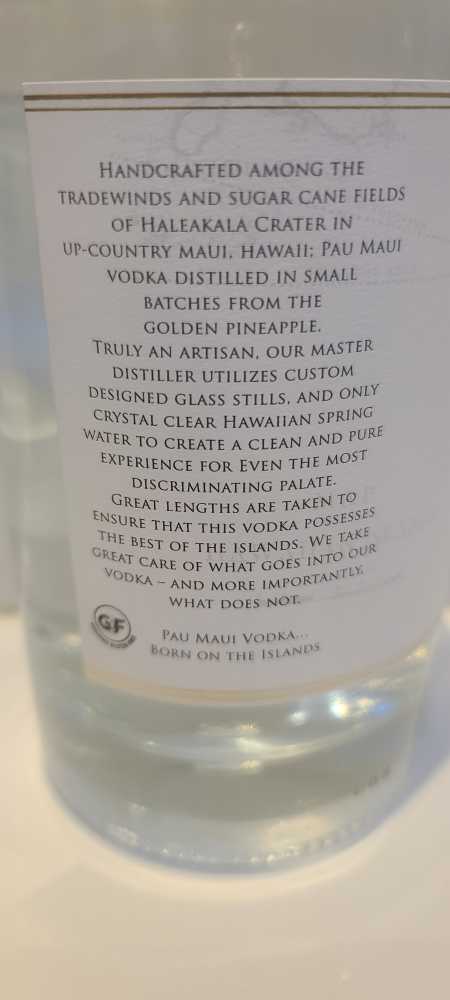 HANDCRAFTED AMONG THE
TRADEWINDS AND SUGAR CANE FIELDS
OF HALEAKALA CRATER IN
UP-COUNTRY MAUI, HAWAII; PAU MAUI
VODKA DISTILLED IN SMALL
BATCHES FROM THE
GOLDEN PINEAPPLE.
TRULY AN ARTISAN, OUR MASTER
DISTILLER UTILIZES CUSTOM
DESIGNED GLASS STILLS, AND ONLY
CRYSTAL CLEAR HAWAIIAN SPRING
WATER TO CREATE A CLEAN AND PURE
EXPERIENCE FOR EVEN THE MOST
DISCRIMINATING PALATE.
GREAT LENGTHS ARE TAKEN TO
ENSURE THAT THIS VODKA POSSESSES
THE BEST OF THE ISLANDS. WE TAKE
GREAT CARE OF WHAT GOES INTO OUR
VODKA – AND MORE IMPORTANTLY,
WHAT DOES NOT.
GF
PAU MAUI VODKA...
BORN ON THE ISLANDS